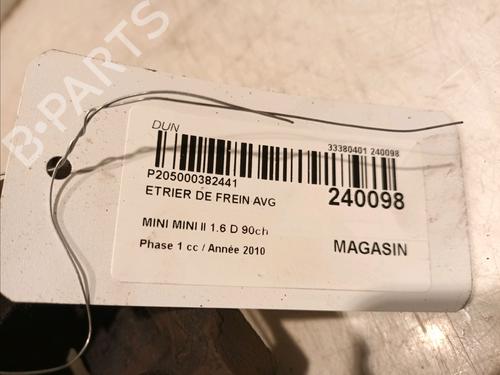 B-PARTS
DUN
33380401 240098
P205000382441
ETRIER DE FREIN AVG
240098
MINI MINI II 1.6 D 90ch
Phase 1 cc / Année 2010
MAGASIN